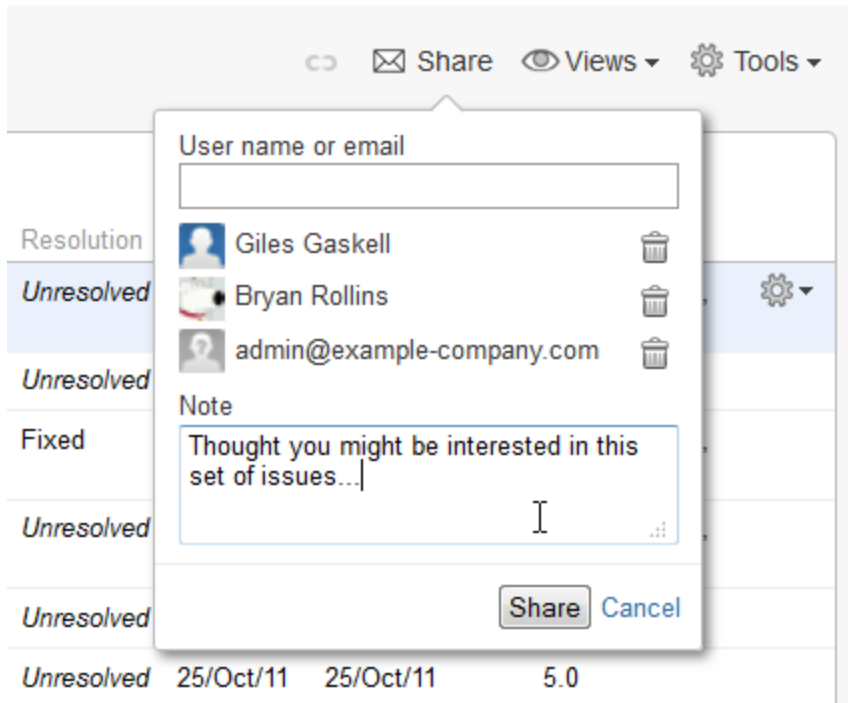 Share Views Tools
User name or email
Resolution
Giles Gaskell
Unresolved
Bryan Rollins
,
admin@example-company.com
Unresolved
Note
Fixed
Thought you might be interested in this
,
set of issues...
Unresolved
,
Share Cancel
Unresolved
Unresolved 25/Oct/11 25/Oct/11 5.0